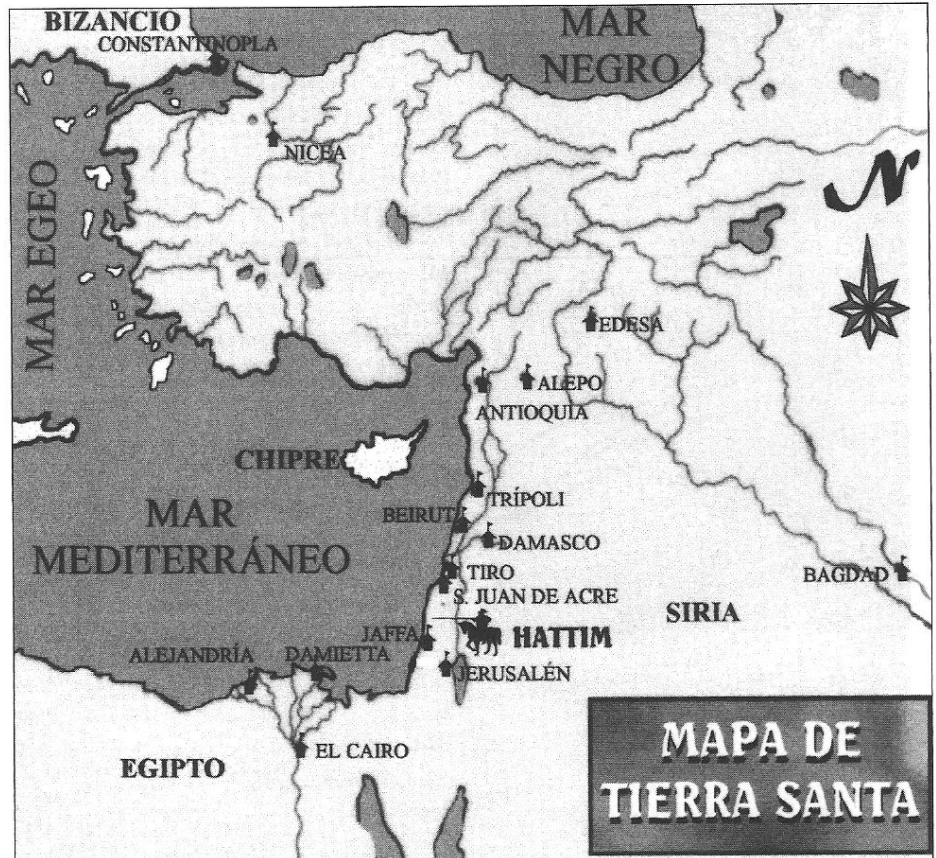 BIZANCIO
CONSTANTINOPLA
MAR
NEGRO
NICEA
MAR EGEO
N
EDESA
ALEPO
ANTIOQUIA
CHIPRE
TRÍPOLI
BEIRUT
MAR
MEDITERRÁNEO
DAMASCO
TIRO
BAGDAD
S. JUAN DE ACRE
SIRIA
JAFFA
HATTIM
ALEJANDRÍA
DAMIETTA
JERUSALÉN
EL CAIRO
EGIPTO
MAPA DE
TIERRA SANTA